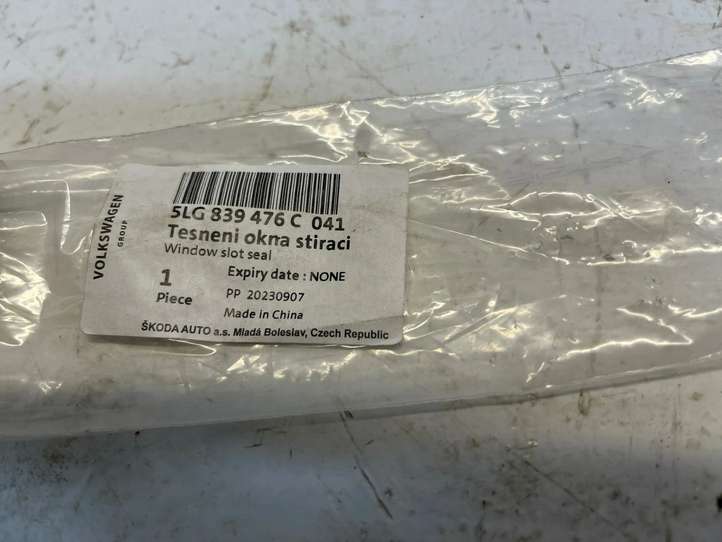 VOLKSWAGEN
GROUP
5LG 839 476 C 041
Tesneni okna stiraci
Window slot seal
1
Piece
Expiry date : NONE
PP 20230907
Made in China
ŠKODA AUTO a.s. Mladá Boleslav, Czech Republic